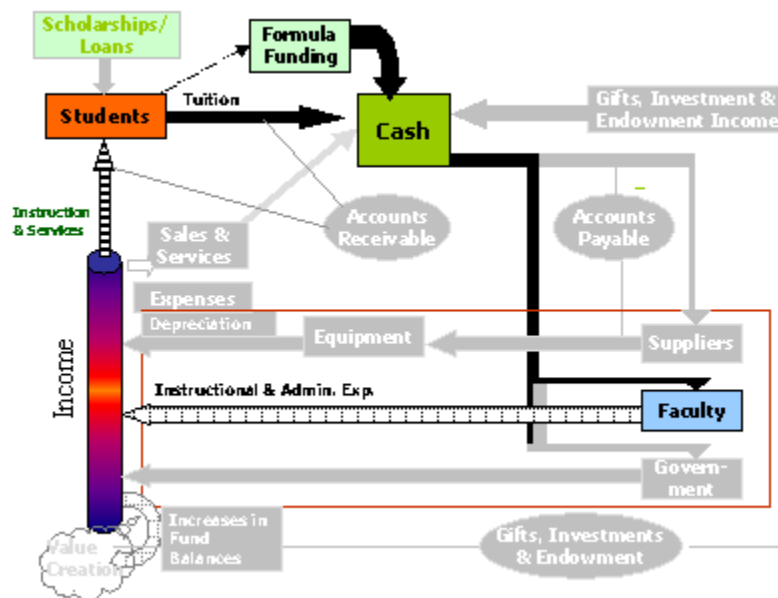 Scholarships/
Loans
Formula
Funding
Students
Tuition
Cash
Gifts, Investment &
Endowment Income
Instruction
& Services
Sales &
Services
Accounts
Receivable
Accounts
Payable
Expenses
Depreciation
Equipment
Suppliers
Income
Instructional & Admin. Exp.
Faculty
Govern-
ment
Value
Creation
Increases in
Fund
Balances
Gifts, Investments
& Endowment